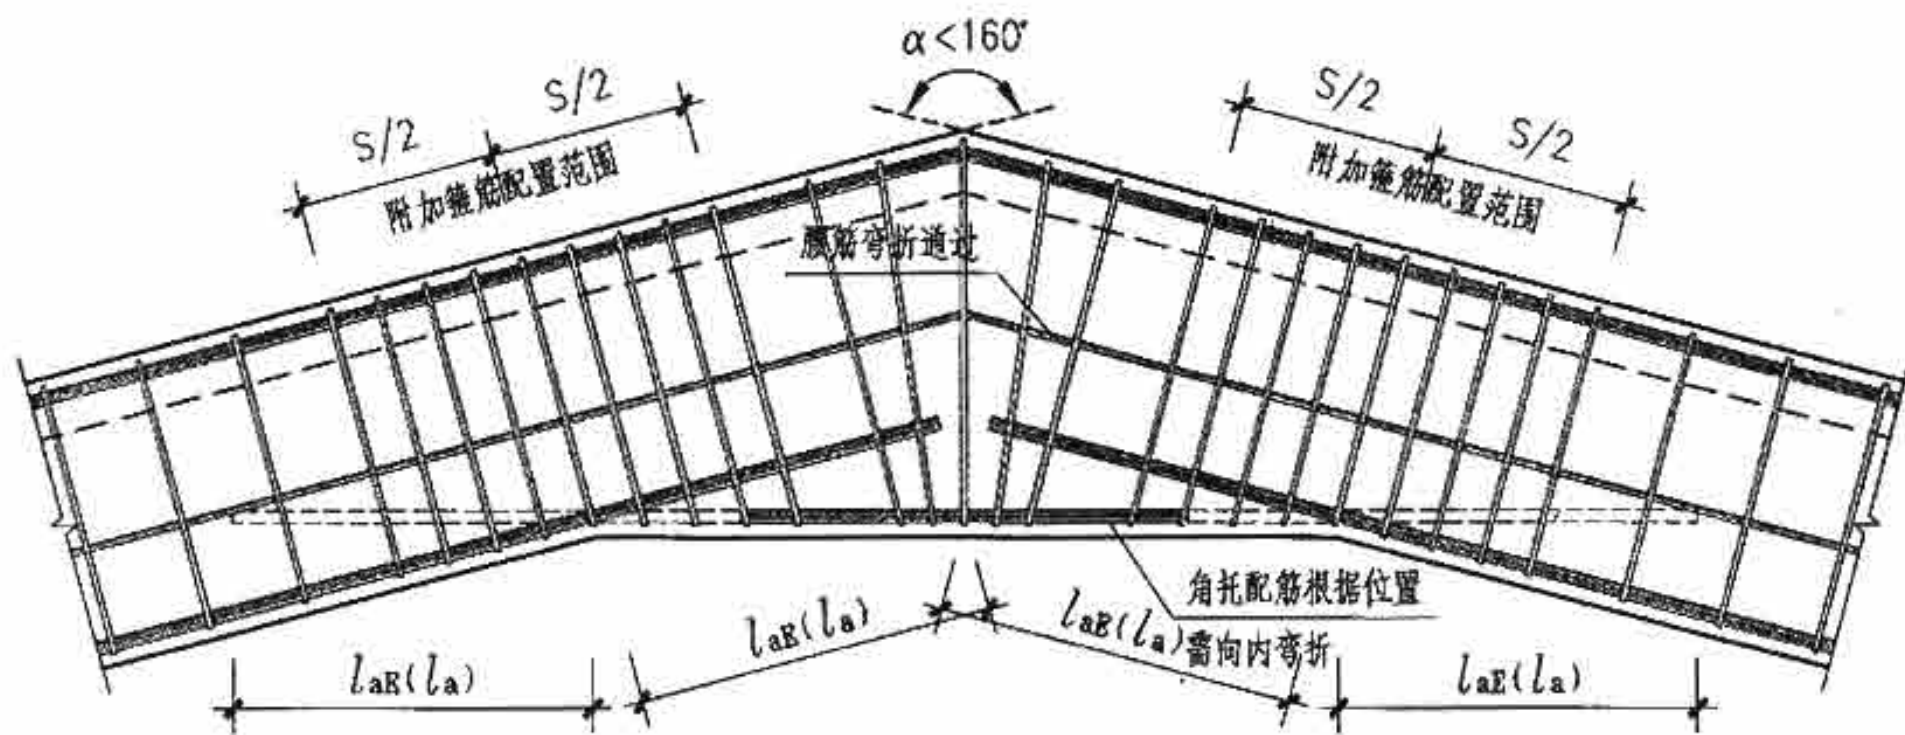 α<160°
S/2
S/2
附加箍筋配置范围
S/2
S/2
附加箍筋配置范围
腰筋弯折通过
角托配筋根据位置
需向内弯折
laE(la)
laE(la)
laE(la)
laE(la)